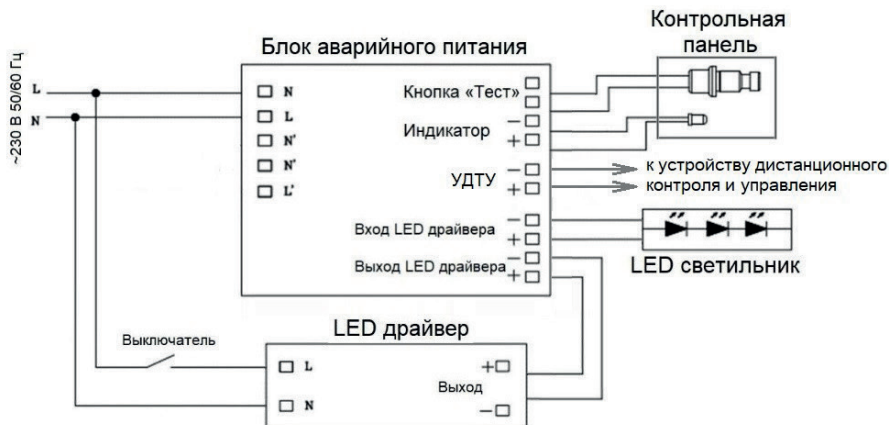 Блок аварийного питания
Контрольная
панель
~230 В 50/60 Гц
L
N
N
L
N'
N'
L'
Кнопка «Тест»
Индикатор
−
+
УДТУ
−
+
к устройству дистанционного
контроля и управления
Вход LED драйвера
−
+
Выход LED драйвера
−
+
LED светильник
LED драйвер
Выключатель
L
N
+
Выход
−